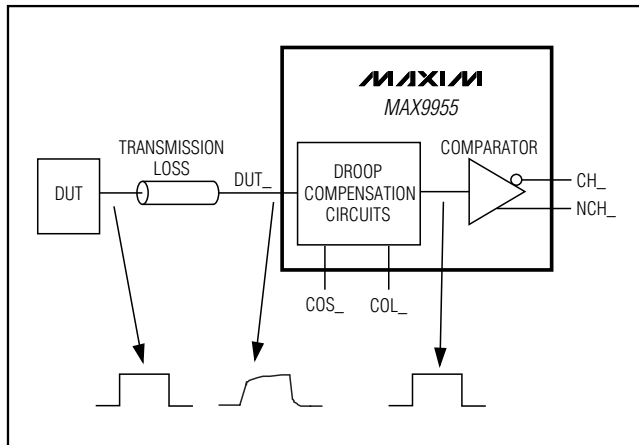 MAXIM
MAX9955
TRANSMISSION
LOSS
COMPARATOR
DUT
DUT_
DROOP
COMPENSATION
CIRCUITS
CH_
NCH_
COS_
COL_